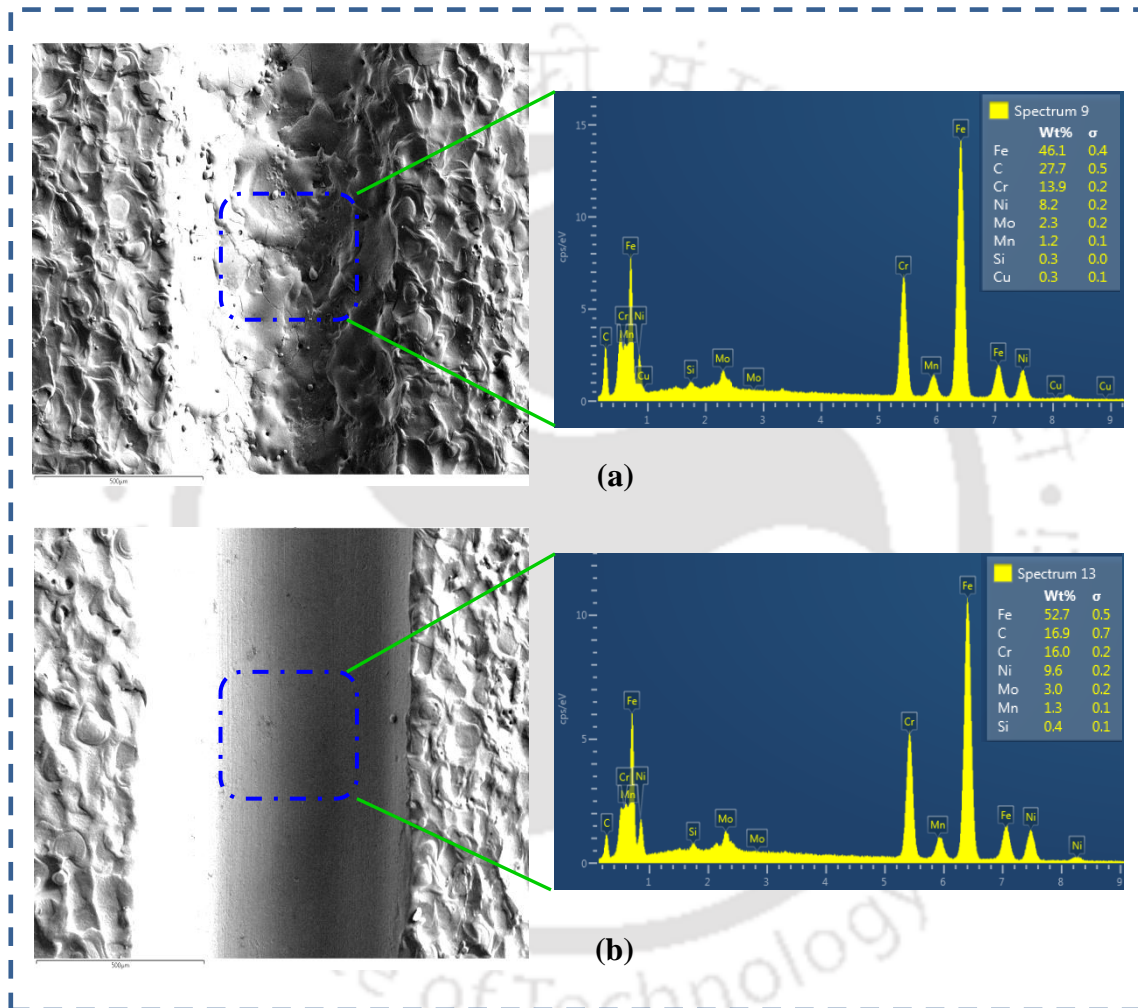 Spectrum 9
Wt% σ
Fe 46.1 0.4
C 27.7 0.5
Cr 13.9 0.2
Ni 8.2 0.2
Mo 2.3 0.2
Mn 1.2 0.1
Si 0.3 0.0
Cu 0.3 0.1
15
10
5
0
cps/eV
C
Cr
Mn
Fe
Ni
Cu
Si
Mo
Mo
Cr
Mn
Fe
Fe
Ni
Cu
Cu
1 2 3 4 5 6 7 8 9
500μm
(a)
Spectrum 13
Wt% σ
Fe 52.7 0.5
C 16.9 0.7
Cr 16.0 0.2
Ni 9.6 0.2
Mo 3.0 0.2
Mn 1.3 0.1
Si 0.4 0.1
10
5
0
cps/eV
C
Cr
Mn
Fe
Ni
Si
Mo
Mo
Cr
Mn
Fe
Fe
Ni
Ni
1 2 3 4 5 6 7 8 9
500μm
(b)
of Technology